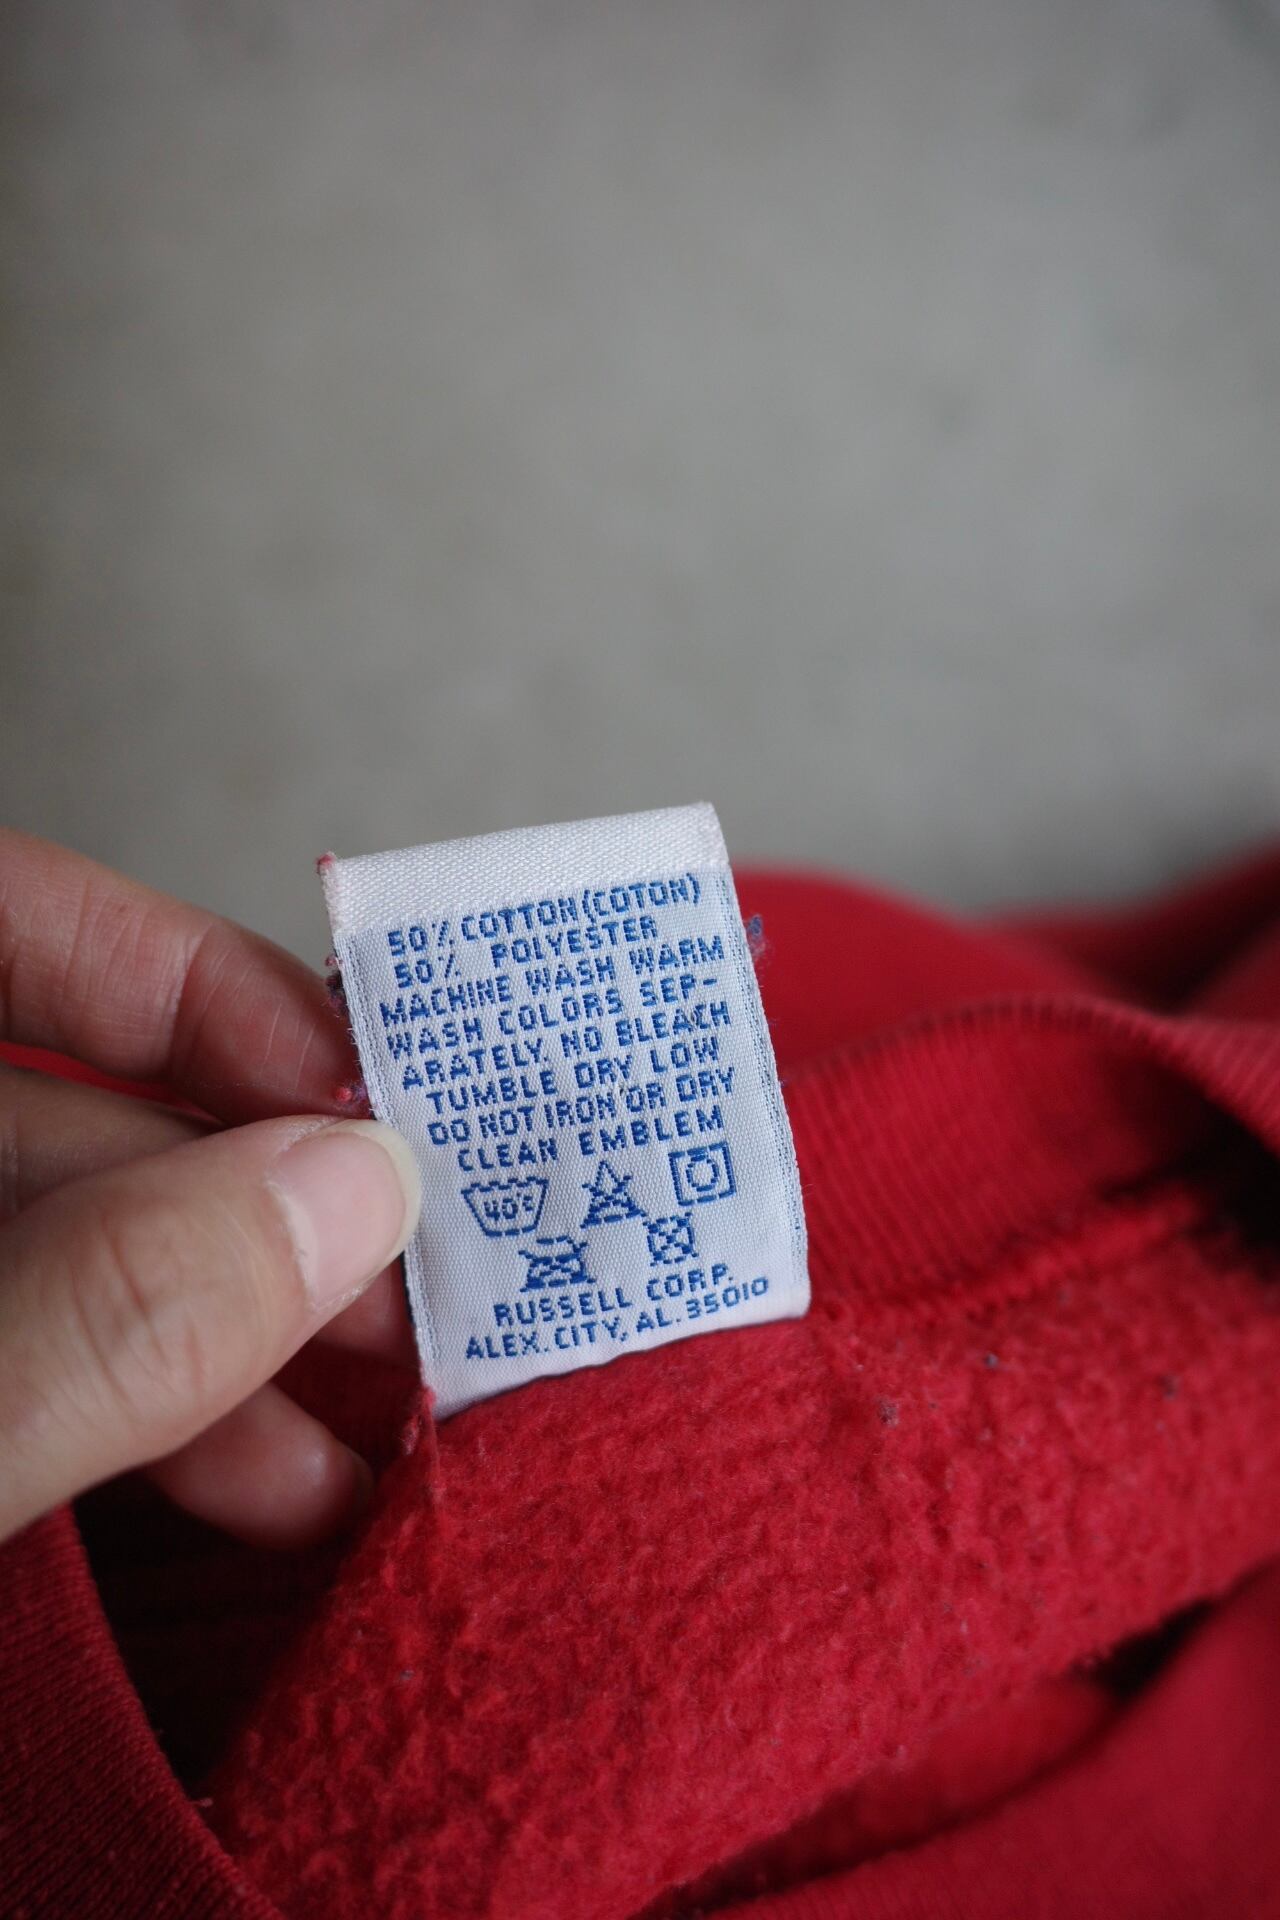 50% COTTON(COTON)
50% POLYESTER
MACHINE WASH WARM
WASH COLORS SEP-
ARATELY. NO BLEACH
TUMBLE DRY LOW
DO NOT IRON OR DRY
CLEAN EMBLEM
40°C
RUSSELL CORP.
ALEX. CITY, AL. 35010